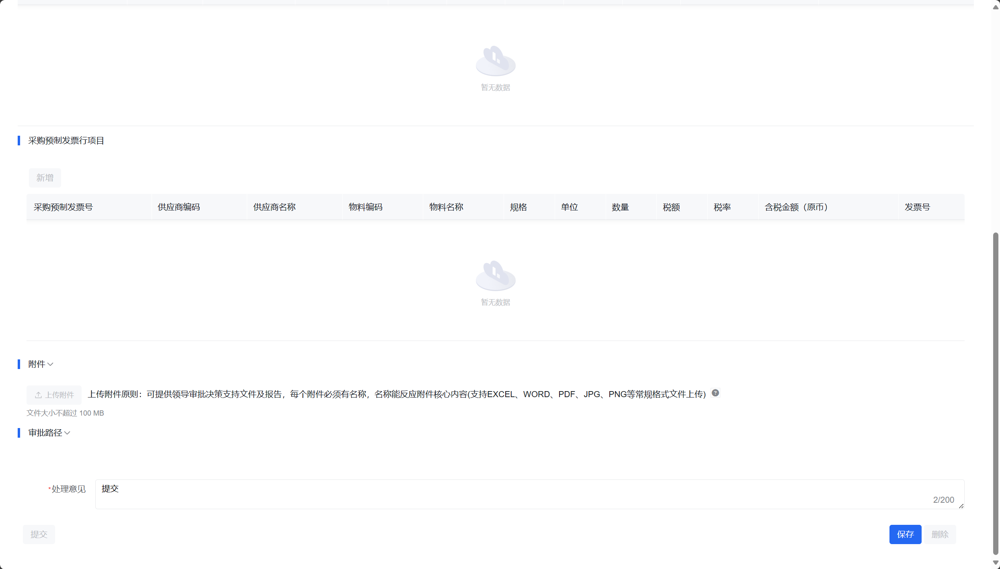 暂无数据
采购预制发票行项目
新增
采购预制发票号 供应商编码 供应商名称 物料编码 物料名称 规格 单位 数量 税额 税率 含税金额（原币） 发票号
暂无数据
附件
上传附件 上传附件原则：可提供领导审批决策支持文件及报告，每个附件必须有名称，名称能反应附件核心内容(支持EXCEL、WORD、PDF、JPG、PNG等常规格式文件上传) ?
文件大小不超过 100 MB
审批路径
*处理意见 提交
2/200
提交 保存 删除